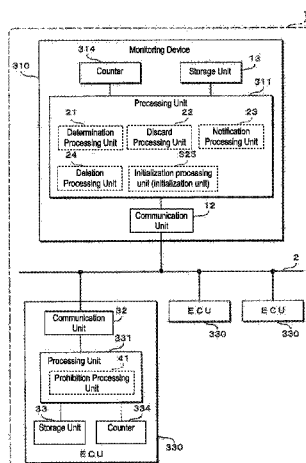 1
Monitoring Device
310
314
13
Counter
Storage Unit
311
Processing Unit
21
22
23
Determination
Processing Unit
Discard
Processing Unit
Notification
Processing Unit
24
325
Deletion
Processing Unit
Initialization processing
unit (initialization unit)
12
Communication
Unit
2
32
Communication
Unit
ECU
330
ECU
330
331
Processing Unit
41
Prohibition Processing
Unit
33
334
Storage Unit
Counter
330
ECU